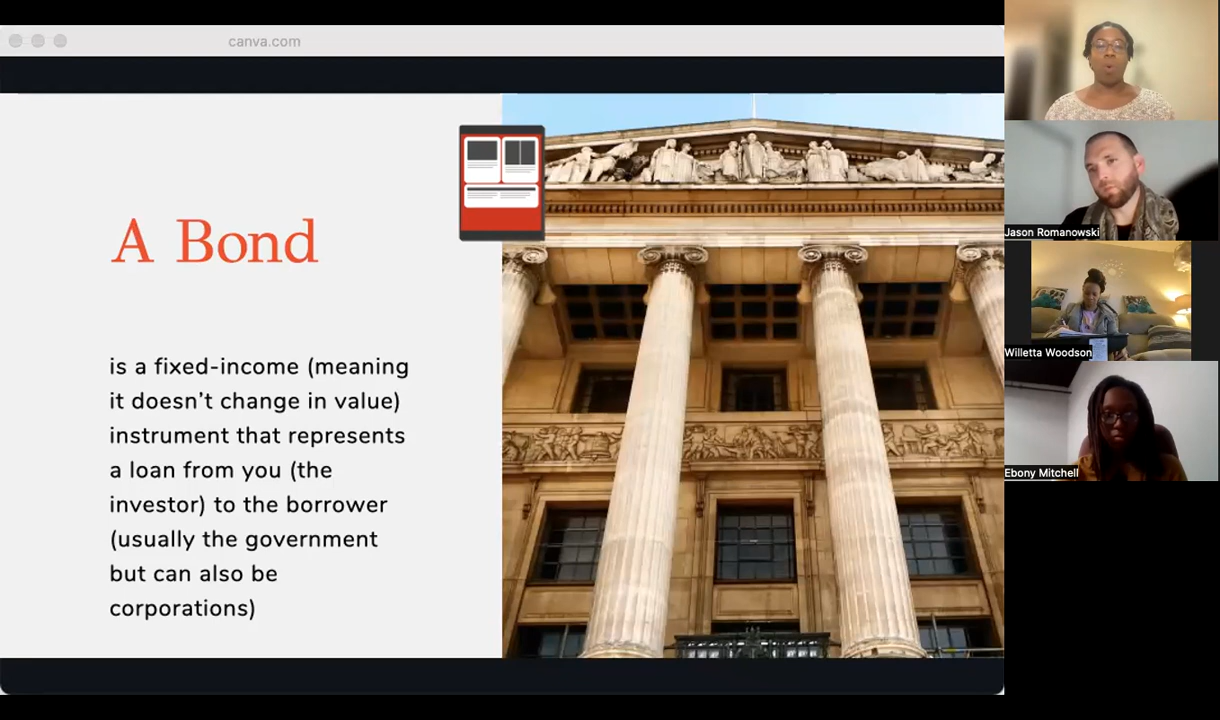 canva.com
A Bond
is a fixed-income (meaning
it doesn't change in value)
instrument that represents
a loan from you (the
investor) to the borrower
(usually the government
but can also be
corporations)
Jason Romanowski
Willetta Woodson
Ebony Mitchell